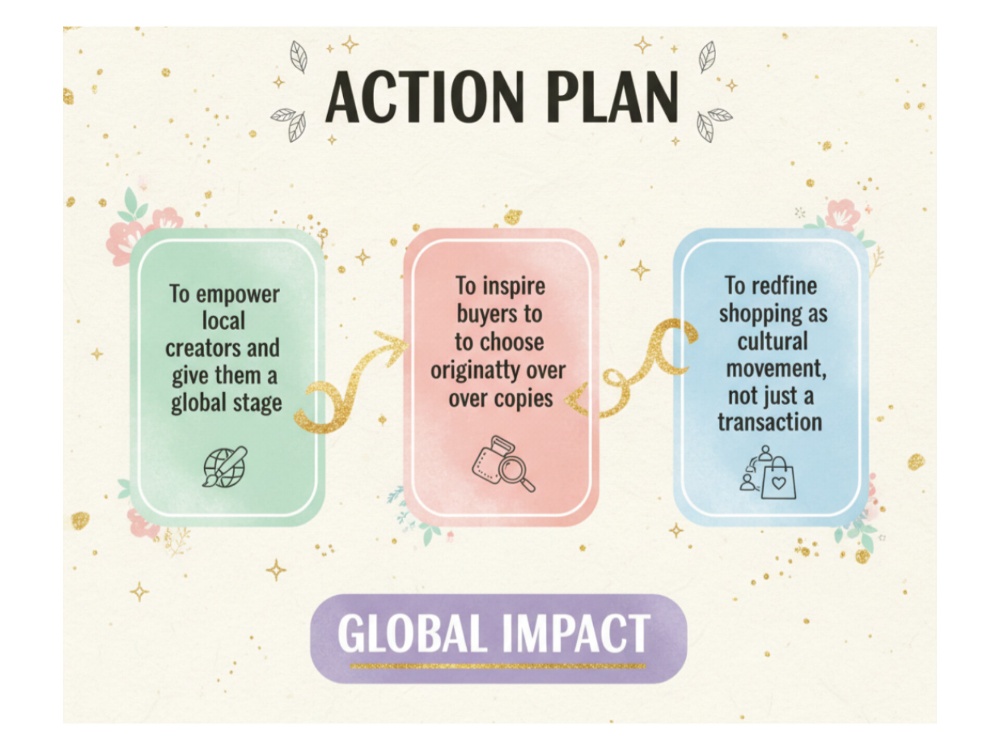 ACTION PLAN
To empower
local
creators and
give them a
global stage
To inspire
buyers to
to choose
originatty over
over copies
To redfine
shopping as
cultural
movement,
not just a
transaction
GLOBAL IMPACT